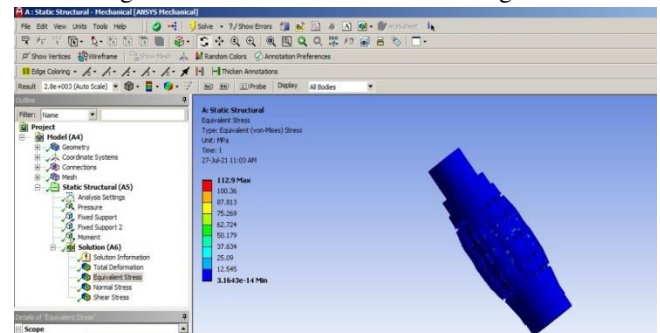 A: Static Structural - Mechanical [ANSYS Mechanical]
File Edit View Units Tools Help Solve ?/Show Errors Worksheet
Show Vertices Wireframe Show Mesh Random Colors Annotation Preferences
Edge Coloring Thicken Annotations
Result 2.8e+003 (Auto Scale) Probe Display All Bodies
Outline
Filter: Name
Project
Model (A4)
Geometry
Coordinate Systems
Connections
Mesh
Static Structural (A5)
Analysis Settings
Pressure
Fixed Support
Fixed Support 2
Moment
Solution (A6)
Solution Information
Total Deformation
Equivalent Stress
Normal Stress
Shear Stress
Details of "Equivalent Stress"
Scope
A: Static Structural
Equivalent Stress
Type: Equivalent (von-Mises) Stress
Unit: MPa
Time: 1
27-Jul-21 11:03 AM
112.9 Max
100.36
87.813
75.269
62.724
50.179
37.634
25.09
12.545
3.1643e-14 Min